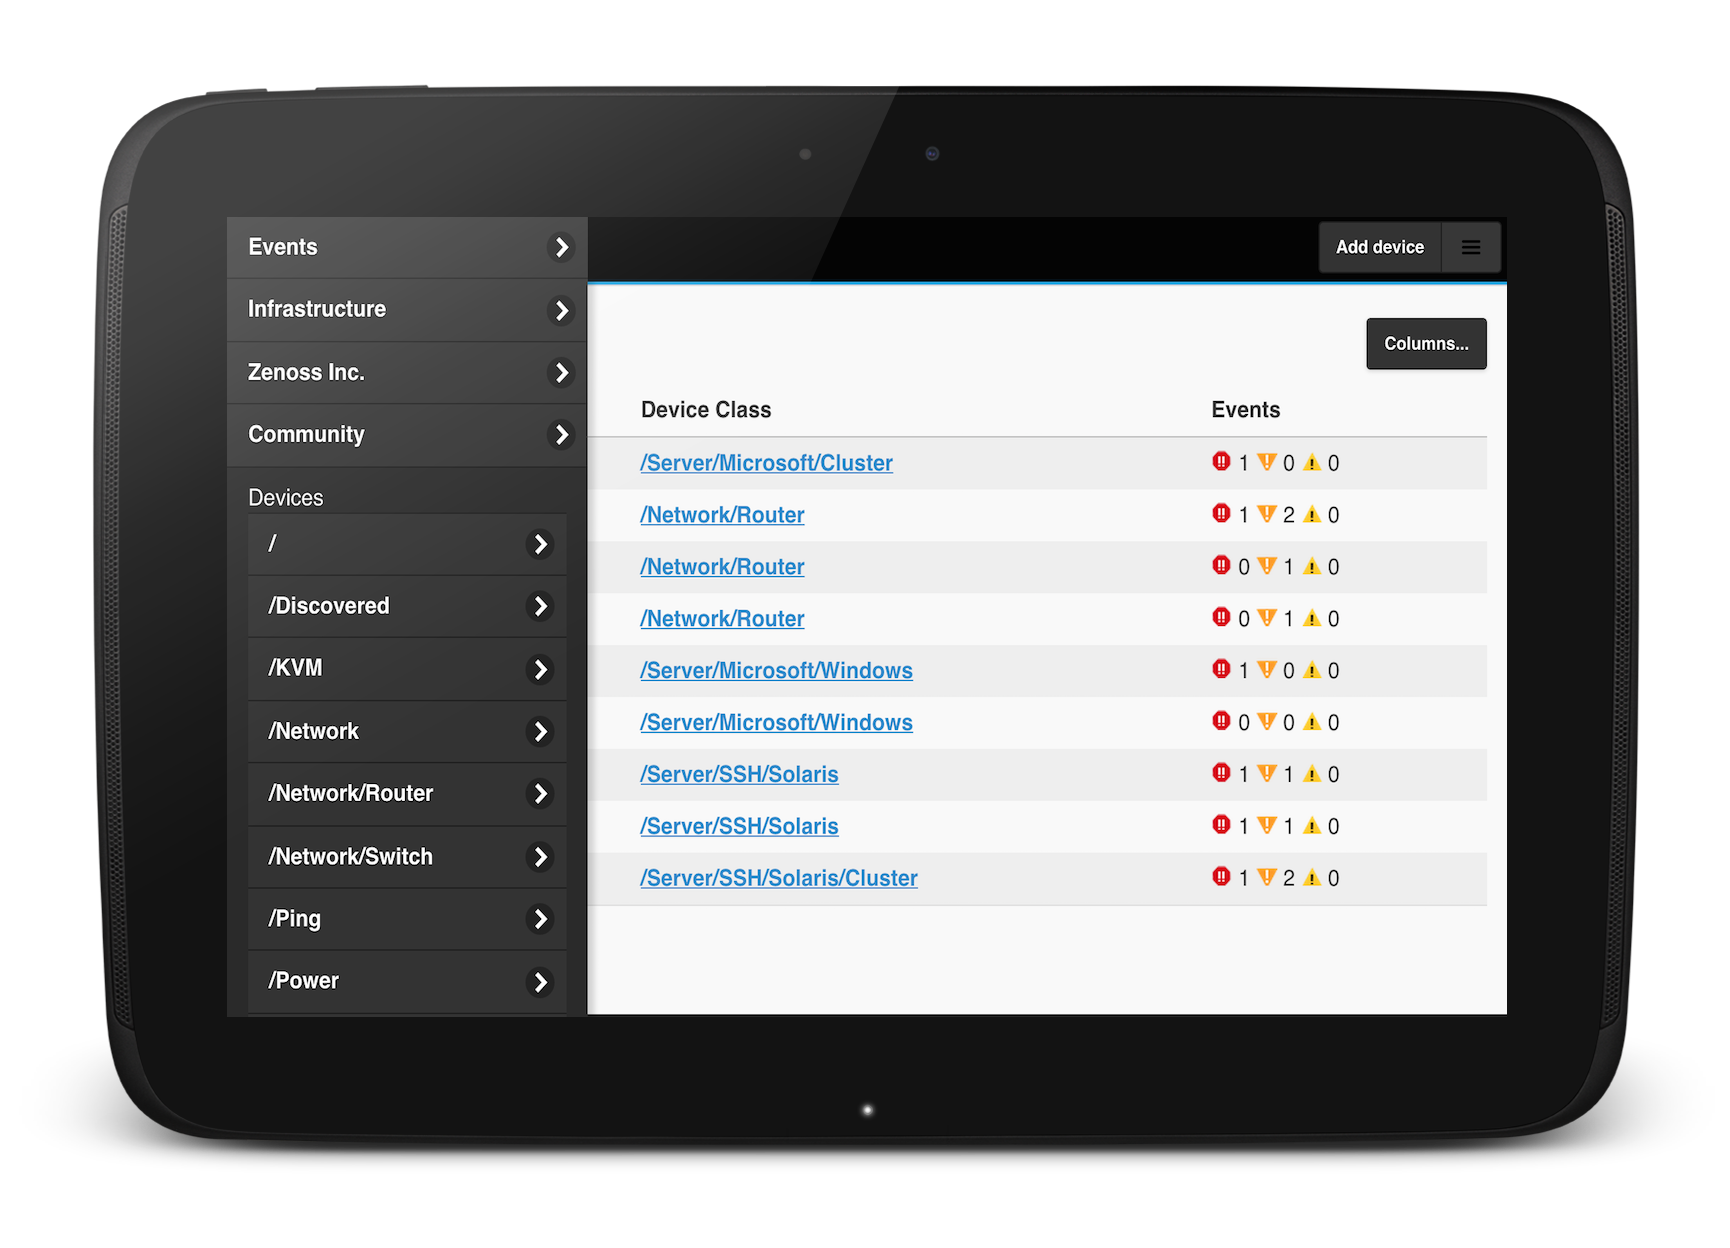 Events
Infrastructure
Zenoss Inc.
Community
Devices
/
/Discovered
/KVM
/Network
/Network/Router
/Network/Switch
/Ping
/Power
Add device
Columns...
Device Class Events
/Server/Microsoft/Cluster 1 0 0
/Network/Router 1 2 0
/Network/Router 0 1 0
/Network/Router 0 1 0
/Server/Microsoft/Windows 1 0 0
/Server/Microsoft/Windows 0 0 0
/Server/SSH/Solaris 1 1 0
/Server/SSH/Solaris 1 1 0
/Server/SSH/Solaris/Cluster 1 2 0